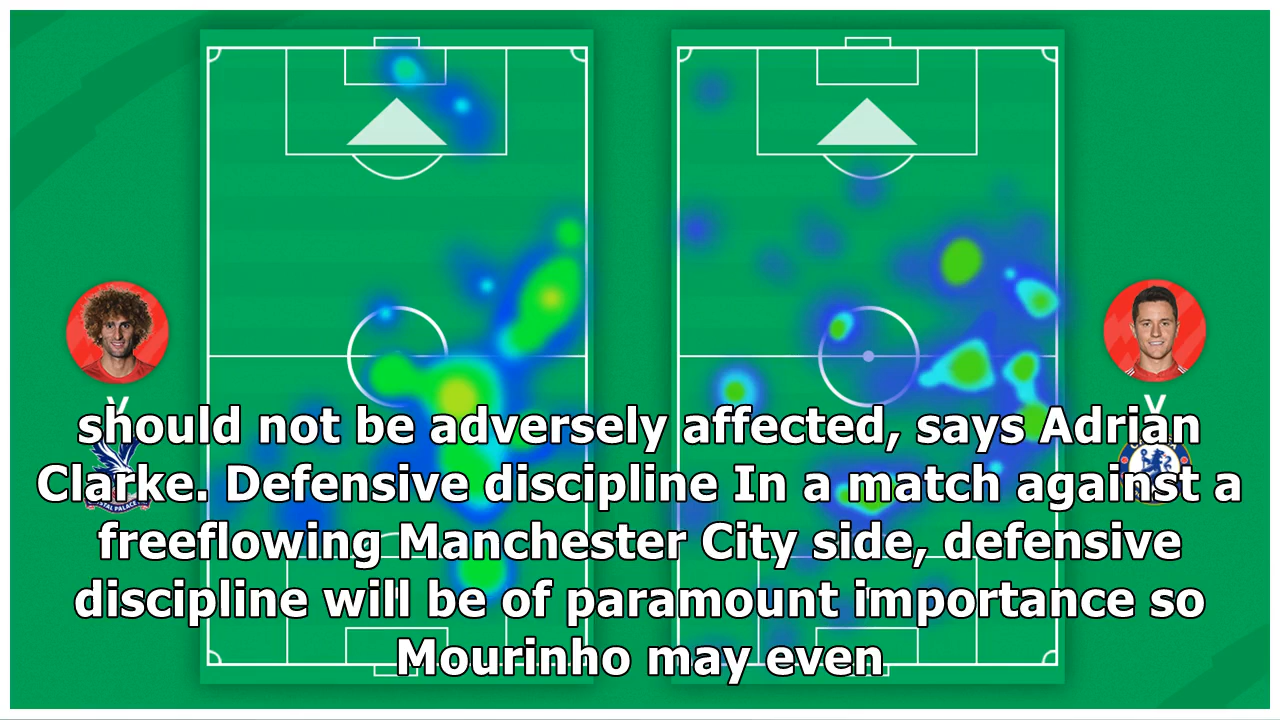 V
V
should not be adversely affected, says Adrian
Clarke. Defensive discipline In a match against a
freeflowing Manchester City side, defensive
discipline will be of paramount importance so
Mourinho may even